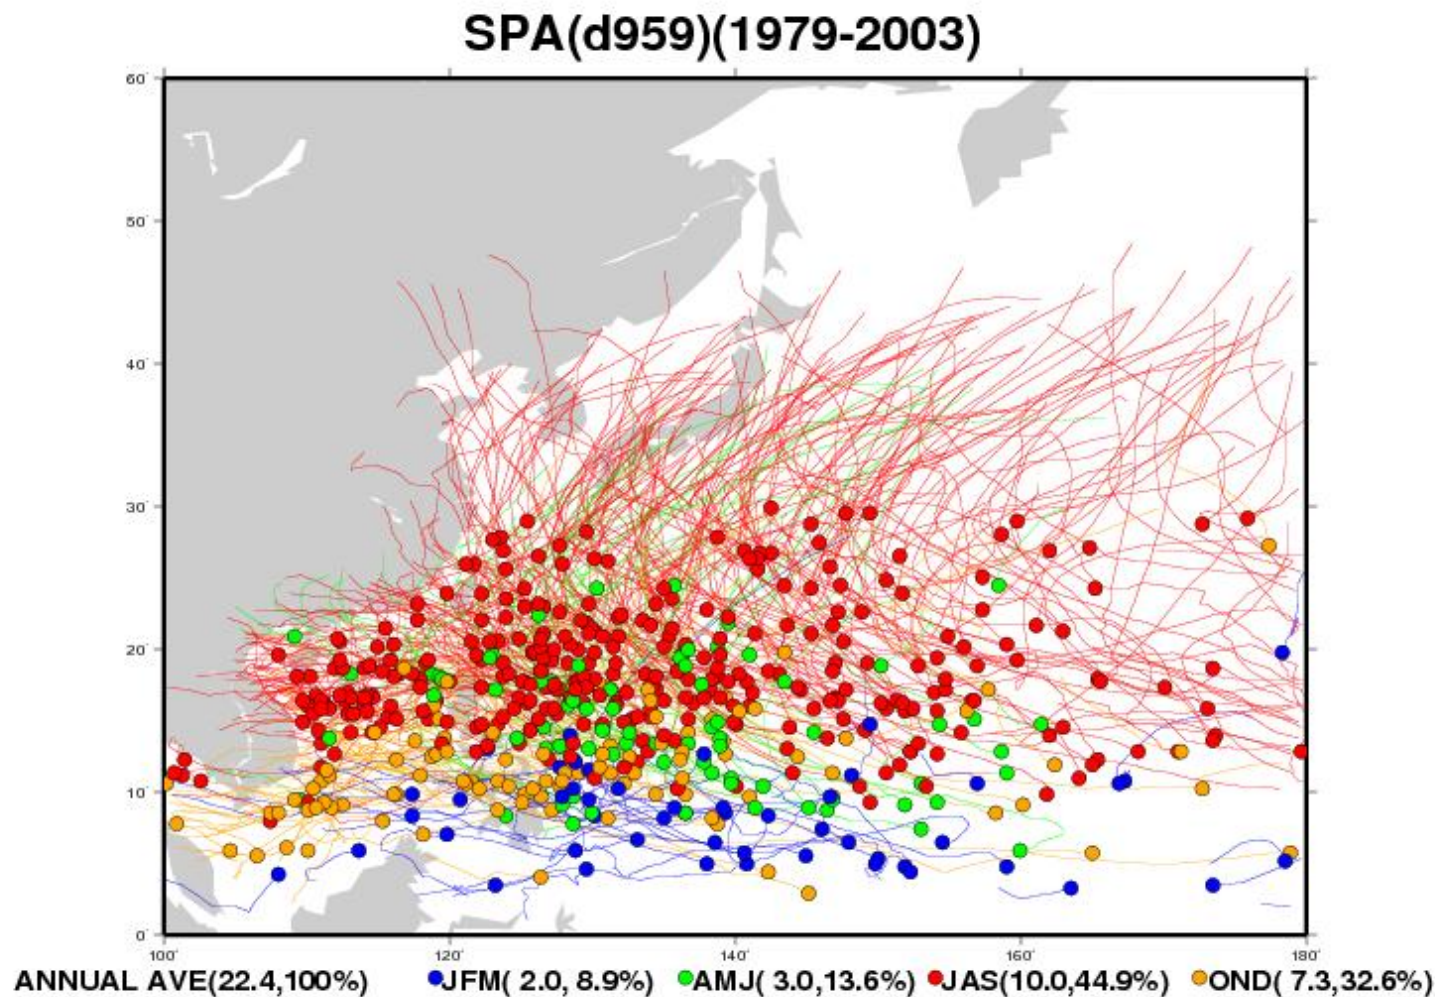 SPA(d959)(1979-2003)
60˚
50˚
40˚
30˚
20˚
10˚
0˚
100˚ 120˚ 140˚ 160˚ 180˚
ANNUAL AVE(22.4,100%) JFM( 2.0, 8.9%) AMJ( 3.0,13.6%) JAS(10.0,44.9%) OND( 7.3,32.6%)